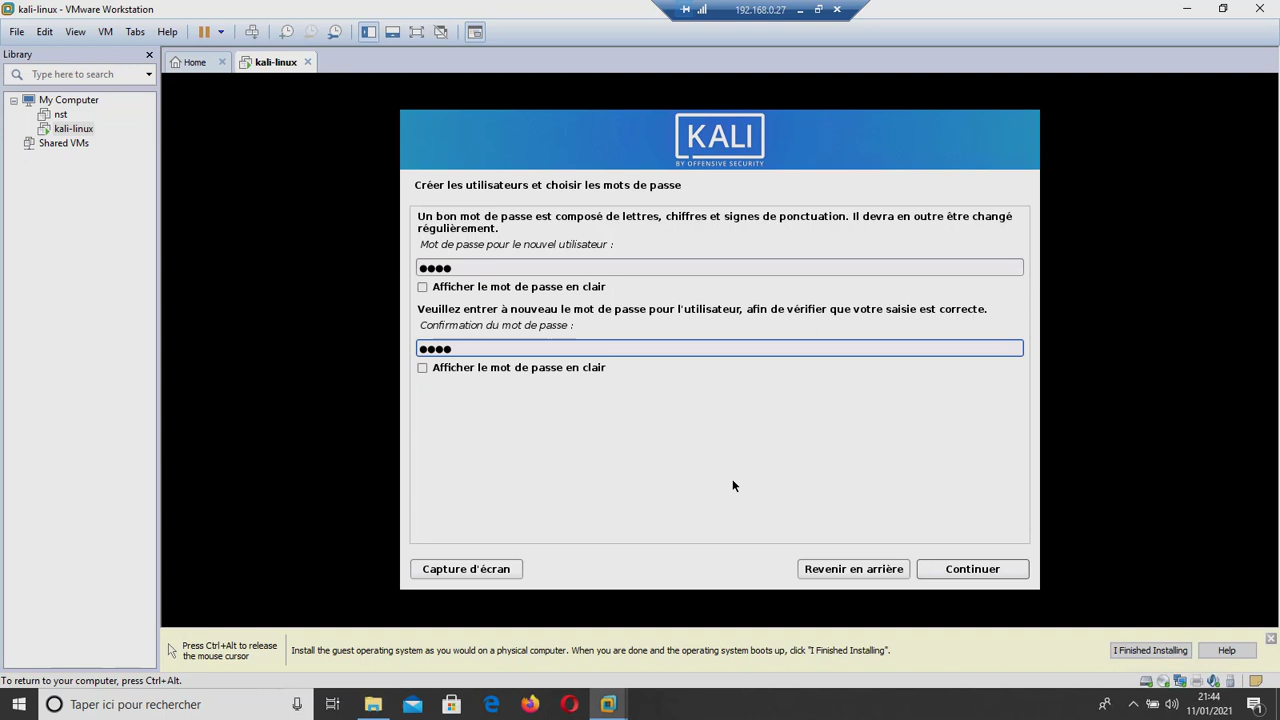 kali-linux - VMware Workstation
192.168.0.27
File Edit View VM Tabs Help
Library
Type here to search
Home
kali-linux
My Computer
nst
kali-linux
Shared VMs
KALI
BY OFFENSIVE SECURITY
Créer les utilisateurs et choisir les mots de passe
Un bon mot de passe est composé de lettres, chiffres et signes de ponctuation. Il devra en outre être changé
régulièrement.
Mot de passe pour le nouvel utilisateur :
●●●●
Afficher le mot de passe en clair
Veuillez entrer à nouveau le mot de passe pour l'utilisateur, afin de vérifier que votre saisie est correcte.
Confirmation du mot de passe :
●●●●
Afficher le mot de passe en clair
Capture d'écran
Revenir en arrière
Continuer
Press Ctrl+Alt to release
the mouse cursor
Install the guest operating system as you would on a physical computer. When you are done and the operating system boots up, click "I Finished Installing".
I Finished Installing
Help
To return to your computer, press Ctrl+Alt.
Taper ici pour rechercher
21:44
11/01/2021